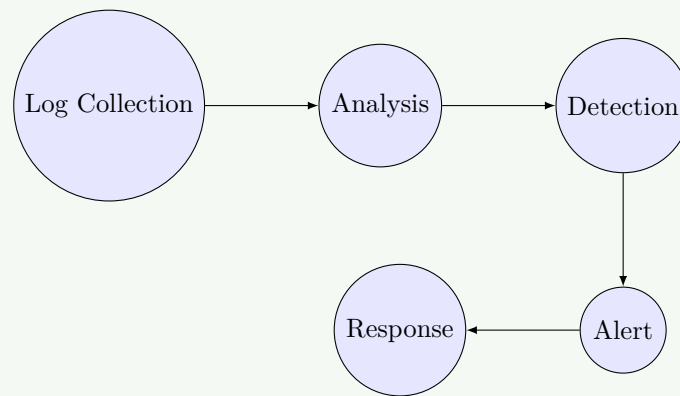 Log Collection
Analysis
Detection
Response
Alert